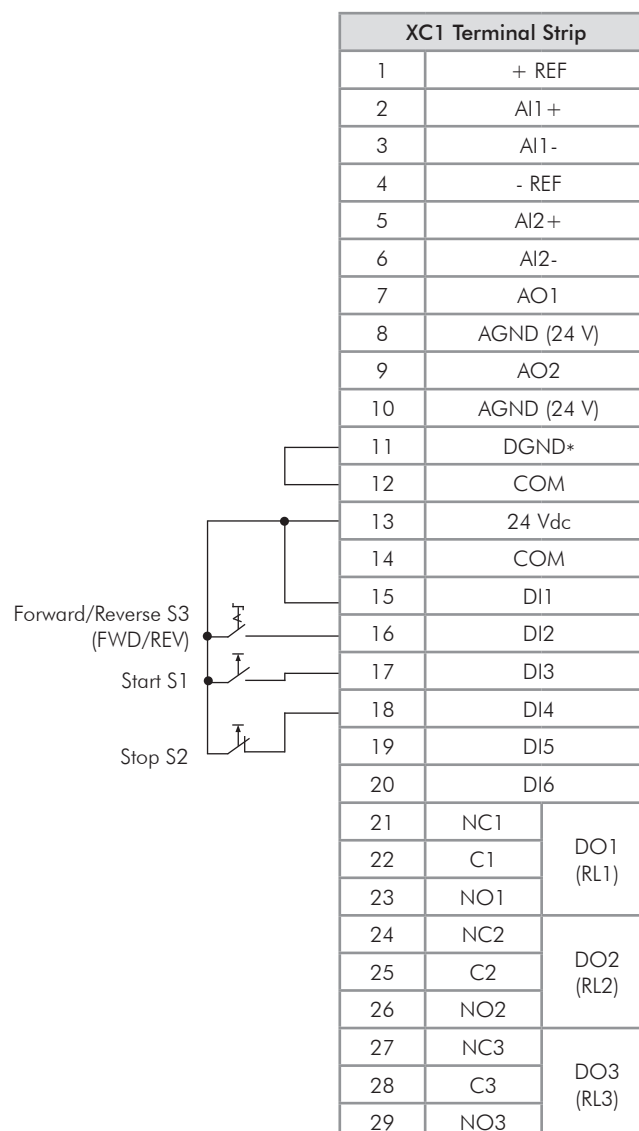 XC1 Terminal Strip
1 + REF
2 AI1+
3 AI1-
4 - REF
5 AI2+
6 AI2-
7 AO1
8 AGND (24 V)
9 AO2
10 AGND (24 V)
11 DGND*
12 COM
13 24 Vdc
14 COM
15 DI1
Forward/Reverse S3
(FWD/REV)
16 DI2
Start S1
17 DI3
18 DI4
Stop S2
19 DI5
20 DI6
21 NC1
22 C1
23 NO1
DO1
(RL1)
24 NC2
25 C2
26 NO2
DO2
(RL2)
27 NC3
28 C3
29 NO3
DO3
(RL3)